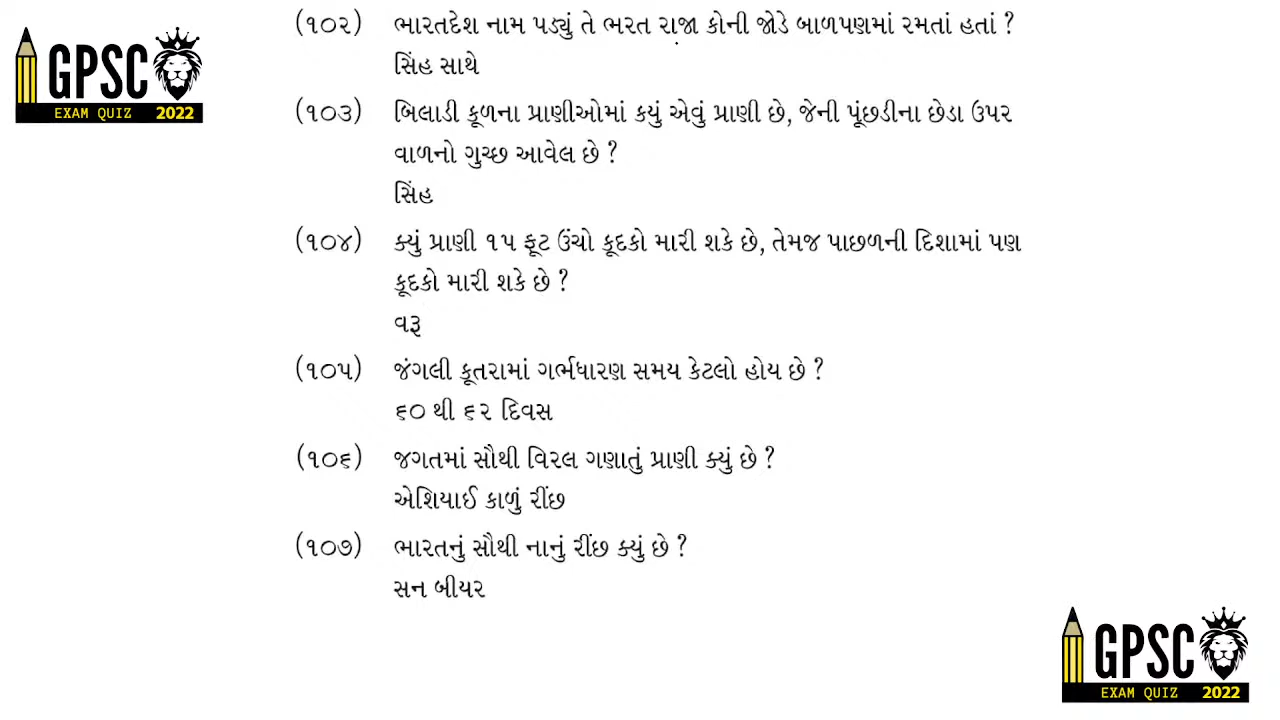 GPSC
EXAM QUIZ 2022
(૧૦૨) ભારતદેશ નામ પડ્યું તે ભરત રાજા કોની જોડે બાળપણમાં રમતાં હતાં ?
સિંહ સાથે
(૧૦૩) બિલાડી કૂળના પ્રાણીઓમાં કયું એવું પ્રાણી છે, જેની પૂંછડીના છેડા ઉપર
વાળનો ગુચ્છ આવેલ છે ?
સિંહ
(૧૦૪) ક્યું પ્રાણી ૧૫ ફૂટ ઉંચો કૂદકો મારી શકે છે, તેમજ પાછળની દિશામાં પણ
કૂદકો મારી શકે છે ?
વરૂ
(૧૦૫) જંગલી કૂતરામાં ગર્ભધારણ સમય કેટલો હોય છે ?
૬૦ થી ૬૨ દિવસ
(૧૦૬) જગતમાં સૌથી વિરલ ગણાતું પ્રાણી ક્યું છે ?
એશિયાઈ કાળું રીંછ
(૧૦૭) ભારતનું સૌથી નાનું રીંછ ક્યું છે ?
સન બીયર
GPSC
EXAM QUIZ 2022